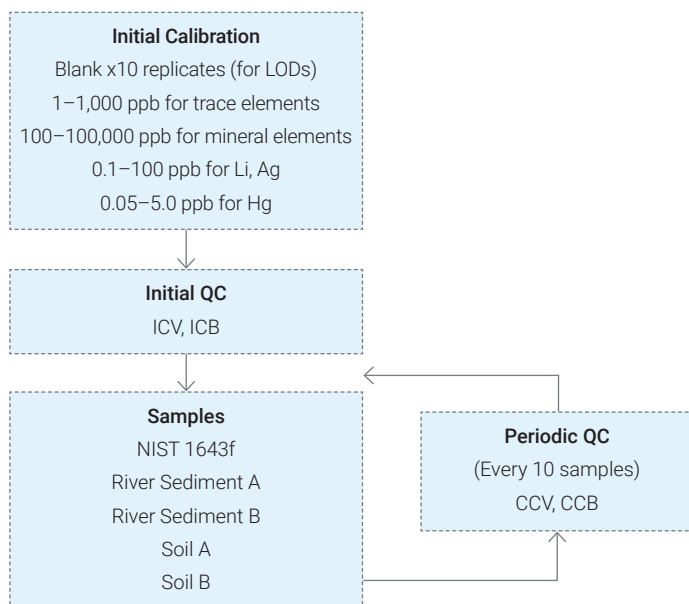 Initial Calibration
Blank x10 replicates (for LODs)
1–1,000 ppb for trace elements
100–100,000 ppb for mineral elements
0.1–100 ppb for Li, Ag
0.05–5.0 ppb for Hg
Initial QC
ICV, ICB
Samples
NIST 1643f
River Sediment A
River Sediment B
Soil A
Soil B
Periodic QC
(Every 10 samples)
CCV, CCB